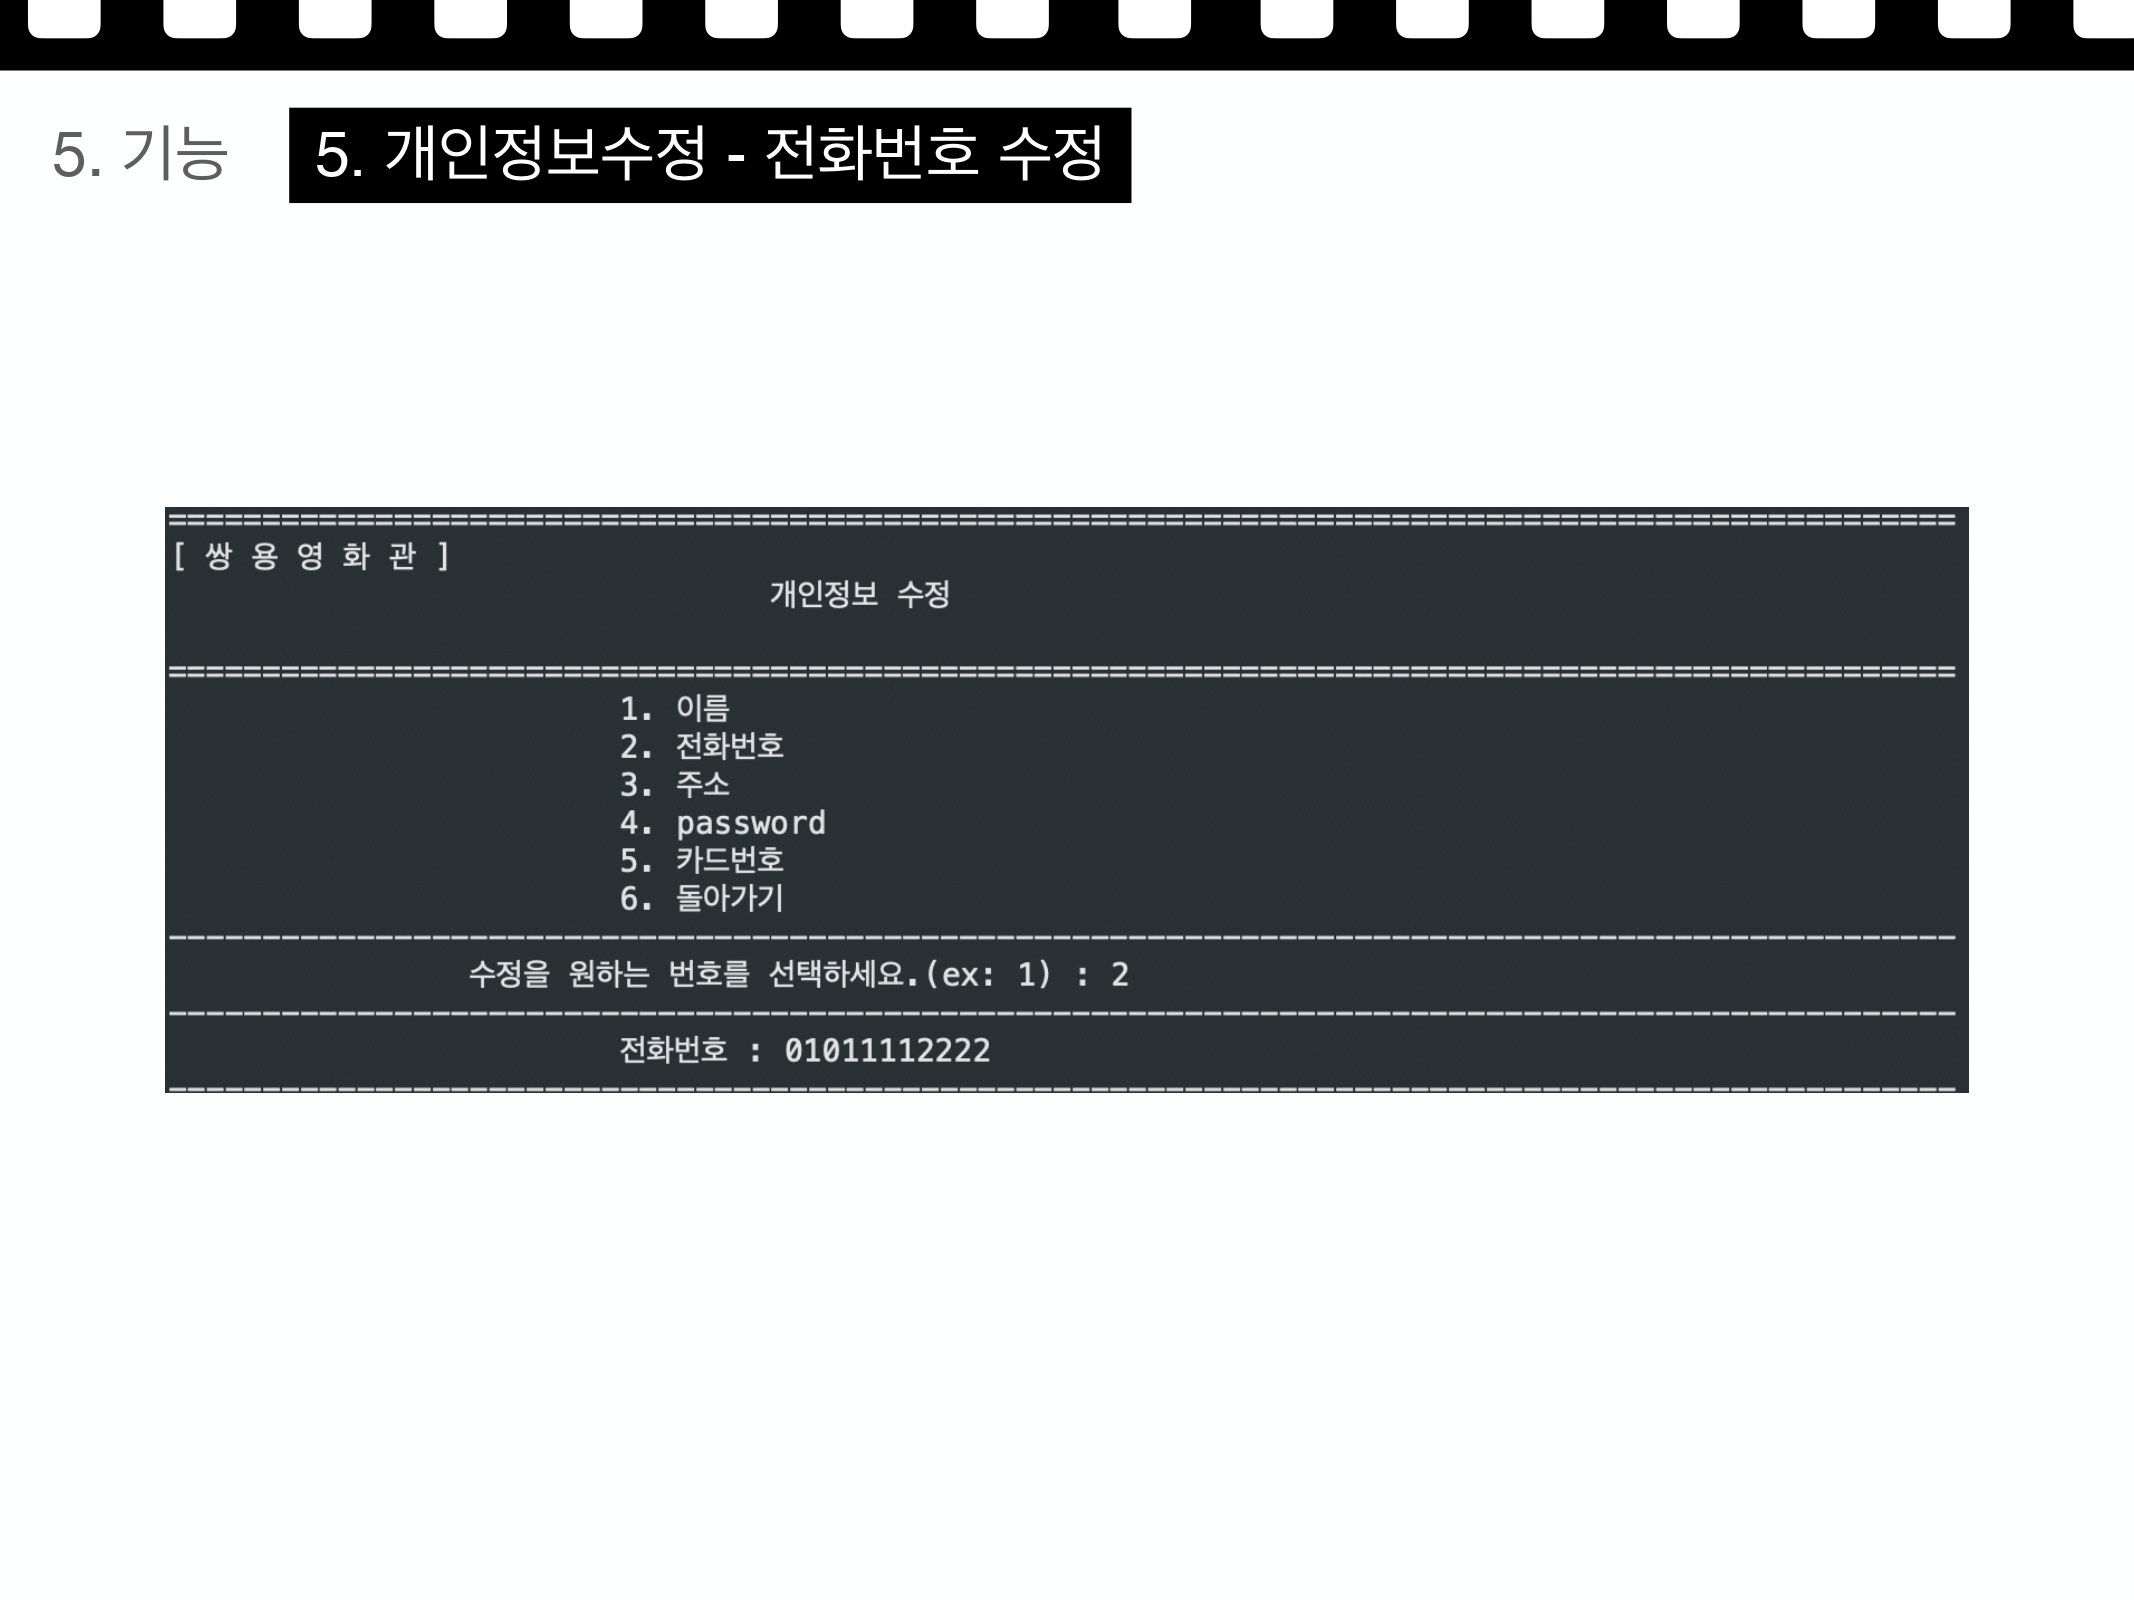 5. 기능
5. 개인정보수정 - 전화번호 수정
===============================================================================================
[ 쌍 용 영 화 관 ]
개인정보 수정
===============================================================================================
1. 이름
2. 전화번호
3. 주소
4. password
5. 카드번호
6. 돌아가기
-----------------------------------------------------------------------------------------------
수정을 원하는 번호를 선택하세요.(ex: 1) : 2
-----------------------------------------------------------------------------------------------
전화번호 : 01011112222
-----------------------------------------------------------------------------------------------